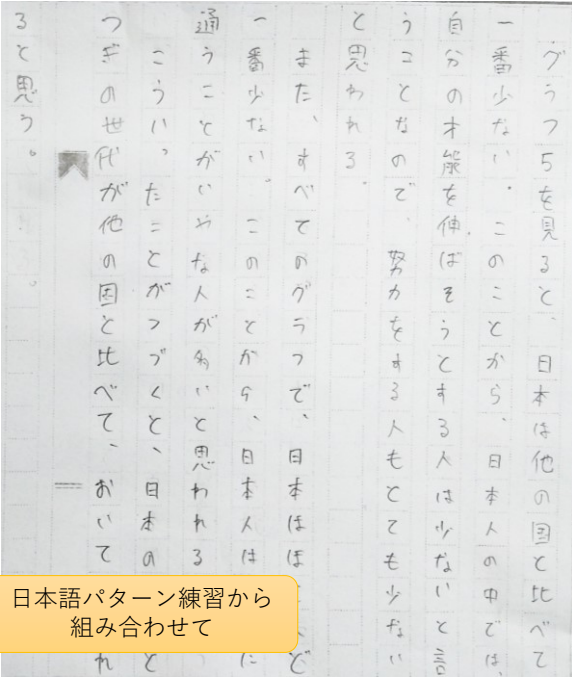 グラフ5を見ると、日本は他の国と比べて
一番少ない。このことから、日本人の中では、
自分の才能を伸ばそうとする人は少ないと言
うことなので、努力をする人もとても少ない
と思われる。
また、すべてのグラフで、日本はほ ど
一番少ない。このことから、日本人は に
通うことがいやな人が多いと思われる
こういったことがつづくと、日本の と
つぎの世代が他の国と比べて、おいて れ
ると思う。
日本語パターン練習から
組み合わせて